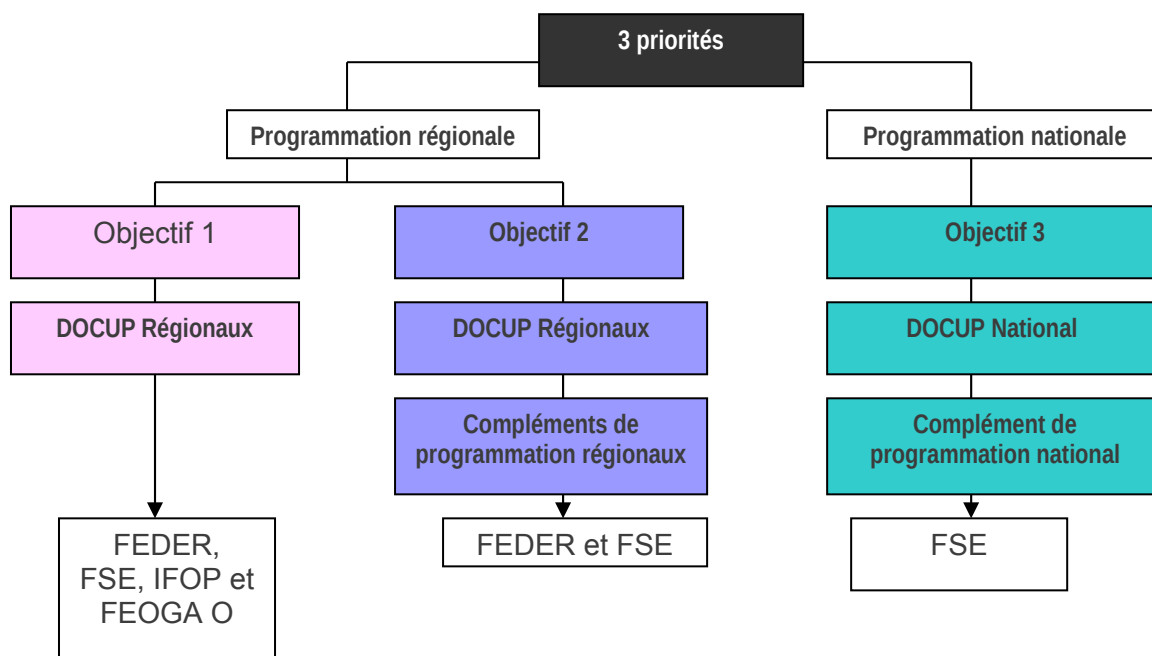 3 priorités
Programmation régionale
Programmation nationale
Objectif 1
Objectif 2
Objectif 3
DOCUP Régionaux
DOCUP Régionaux
DOCUP National
Compléments de
programmation régionaux
Complément de
programmation national
FEDER,
FSE, IFOP et
FEOGA O
FEDER et FSE
FSE